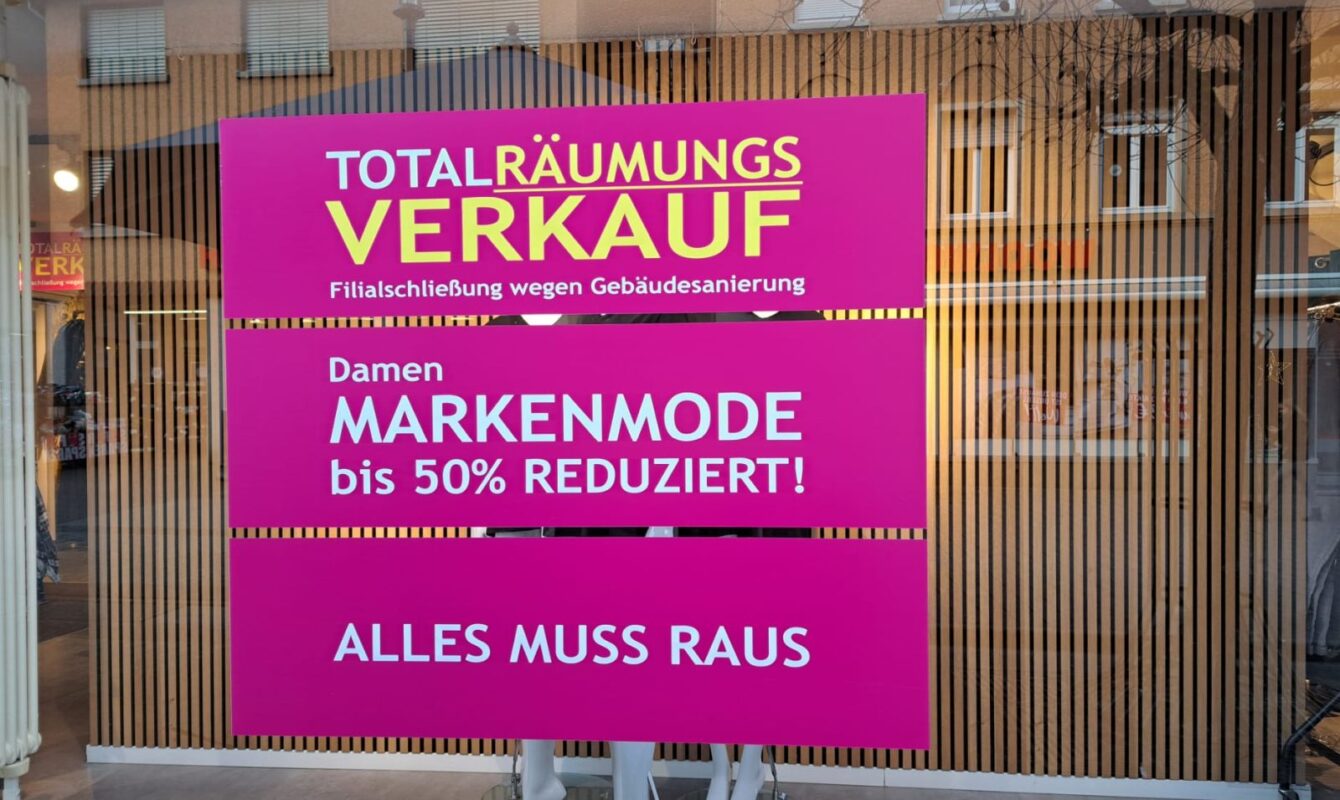 TOTALRÄUMUNGS
VERKAUF
Filialschließung wegen Gebäudesanierung
Damen
MARKENMODE
bis 50% REDUZIERT!
ALLES MUSS RAUS